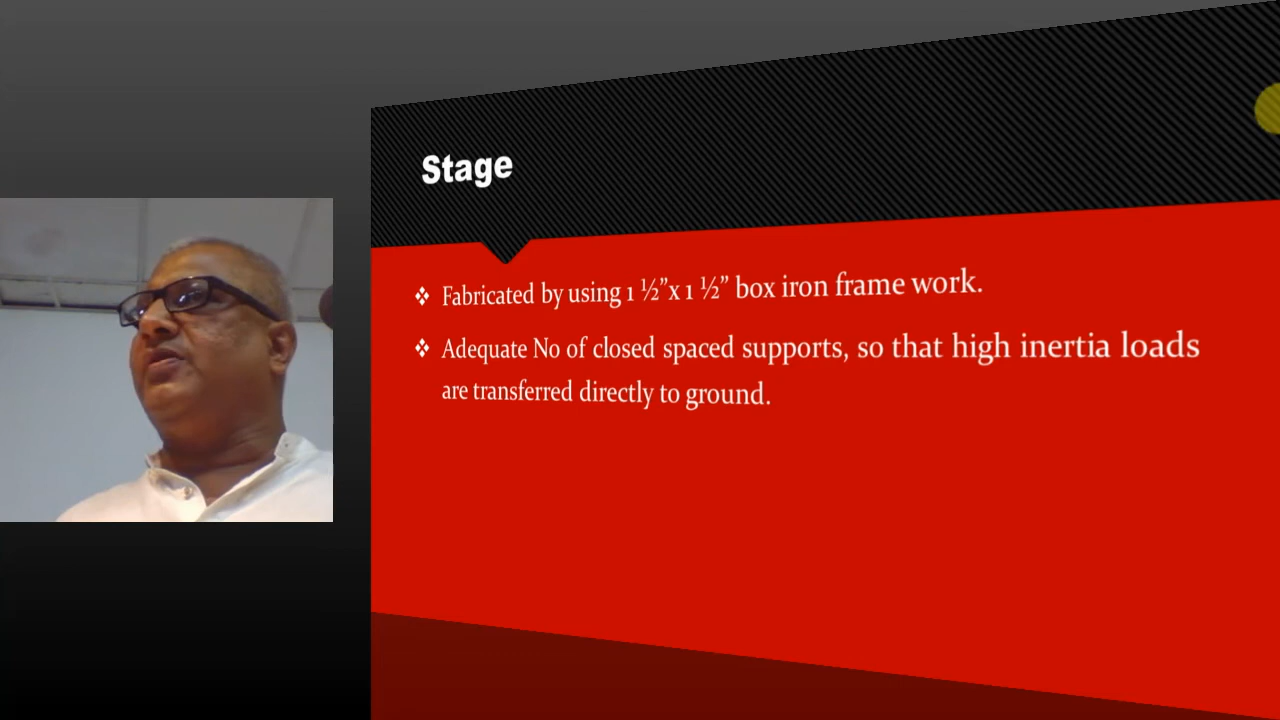 Stage
❖ Fabricated by using 1 ½”x 1 ½” box iron frame work.
❖ Adequate No of closed spaced supports, so that high inertia loads
are transferred directly to ground.